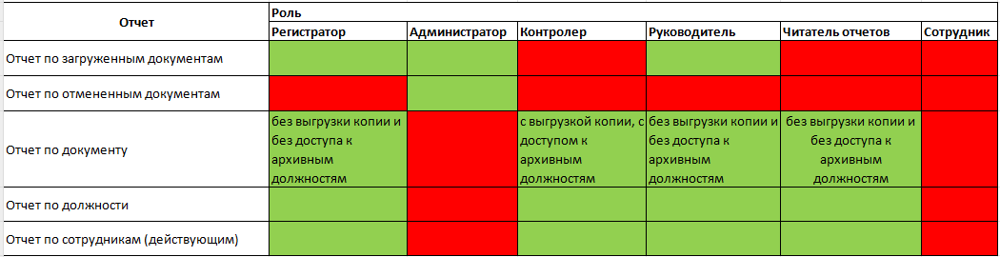 Отчет
Роль
Регистратор
Администратор
Контролер
Руководитель
Читатель отчетов
Сотрудник
Отчет по загруженным документам
Отчет по отмененным документам
Отчет по документу
без выгрузки копии и
без доступа к
архивным
должностям
с выгрузкой копии, с
доступом к
архивным
должностям
без выгрузки копии и
без доступа к
архивным
должностям
без выгрузки копии и
без доступа к
архивным
должностям
Отчет по должности
Отчет по сотрудникам (действующим)